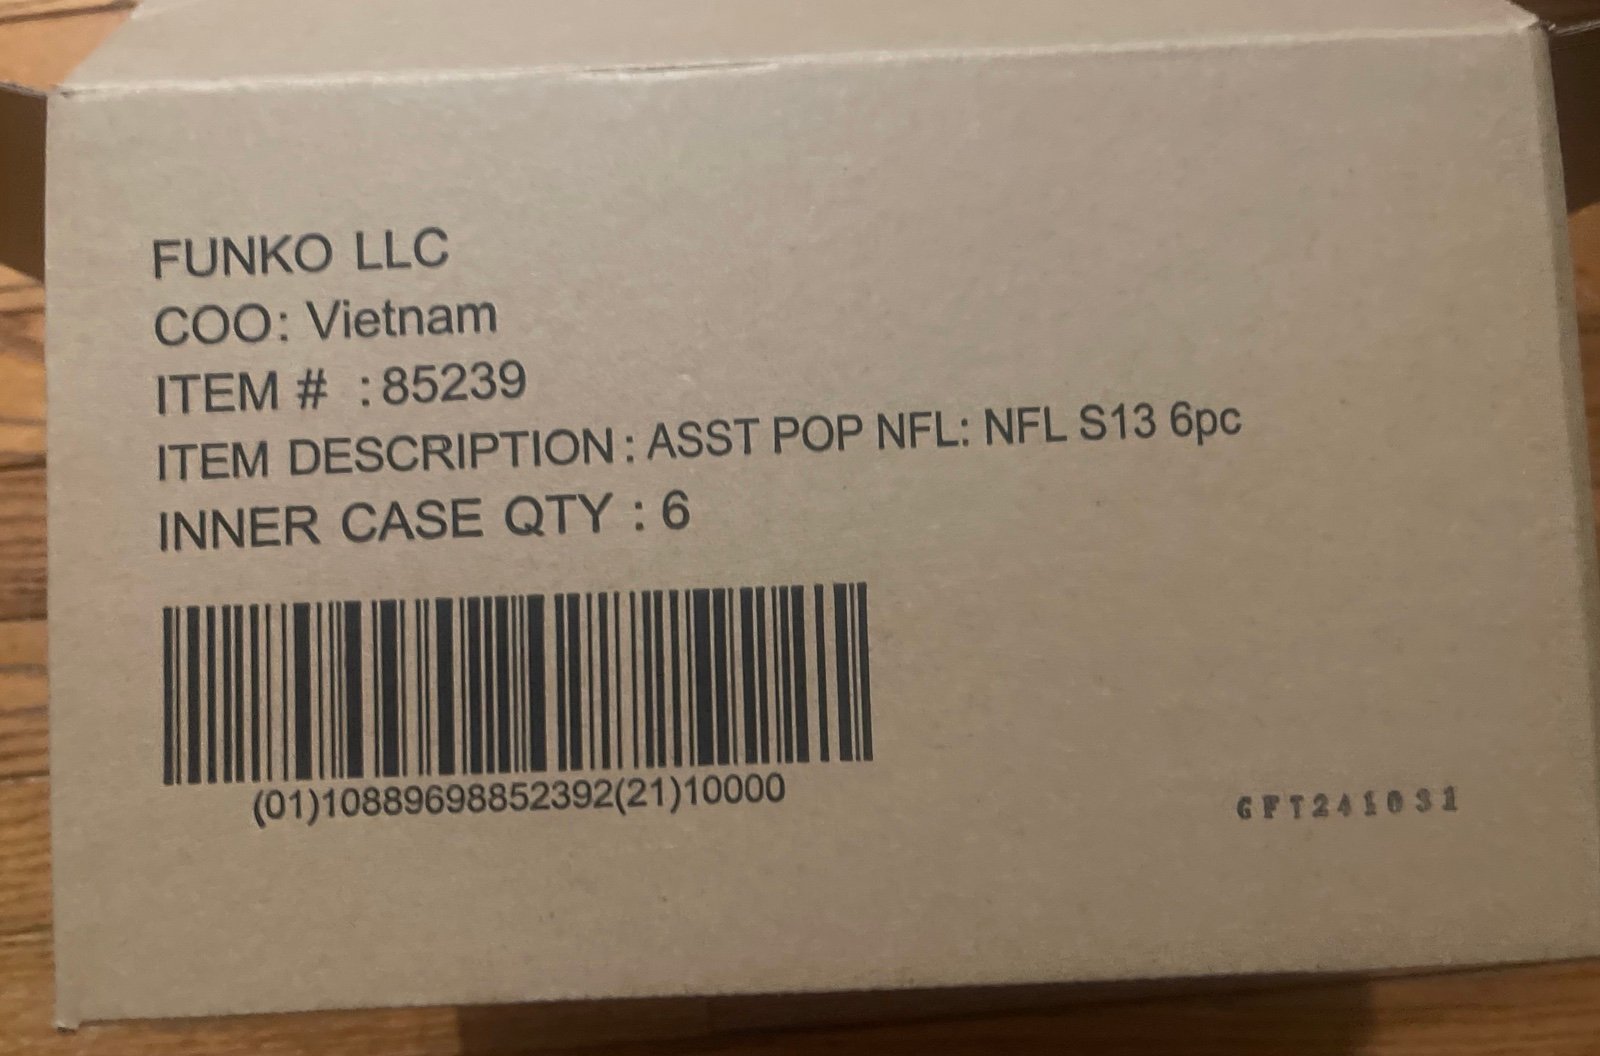 FUNKO LLC
COO: Vietnam
ITEM # : 85239
ITEM DESCRIPTION: ASST POP NFL: NFL S13 6pc
INNER CASE QTY : 6
(01)10889698852392(21)10000
GFT241031